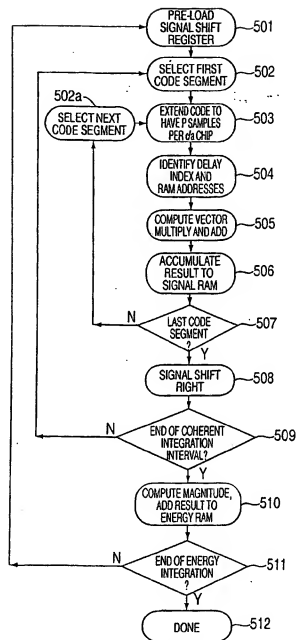 PRE-LOAD
SIGNAL SHIFT
REGISTER
501
SELECT FIRST
CODE SEGMENT
502
502a
SELECT NEXT
CODE SEGMENT
EXTEND CODE TO
HAVE P SAMPLES
PER c/a CHIP
503
IDENTIFY DELAY
INDEX AND
RAM ADDRESSES
504
COMPUTE VECTOR
MULTIPLY AND ADD
505
ACCUMULATE
RESULT TO
SIGNAL RAM
506
N
LAST CODE
SEGMENT
?
507
Y
SIGNAL SHIFT
RIGHT
508
N
END OF COHERENT
INTEGRATION
INTERVAL?
509
Y
COMPUTE MAGNITUDE,
ADD RESULT TO
ENERGY RAM
510
N
END OF ENERGY
INTEGRATION
?
511
Y
DONE
512